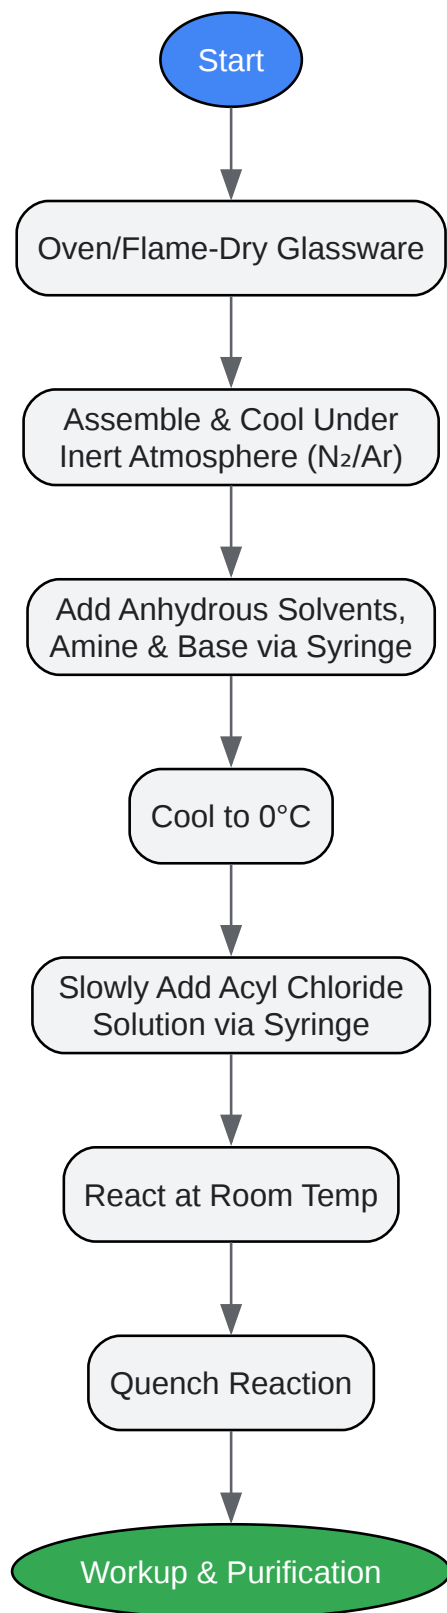 Start
Oven/Flame-Dry Glassware
Assemble & Cool Under
Inert Atmosphere (N₂/Ar)
Add Anhydrous Solvents,
Amine & Base via Syringe
Cool to 0°C
Slowly Add Acyl Chloride
Solution via Syringe
React at Room Temp
Quench Reaction
Workup & Purification